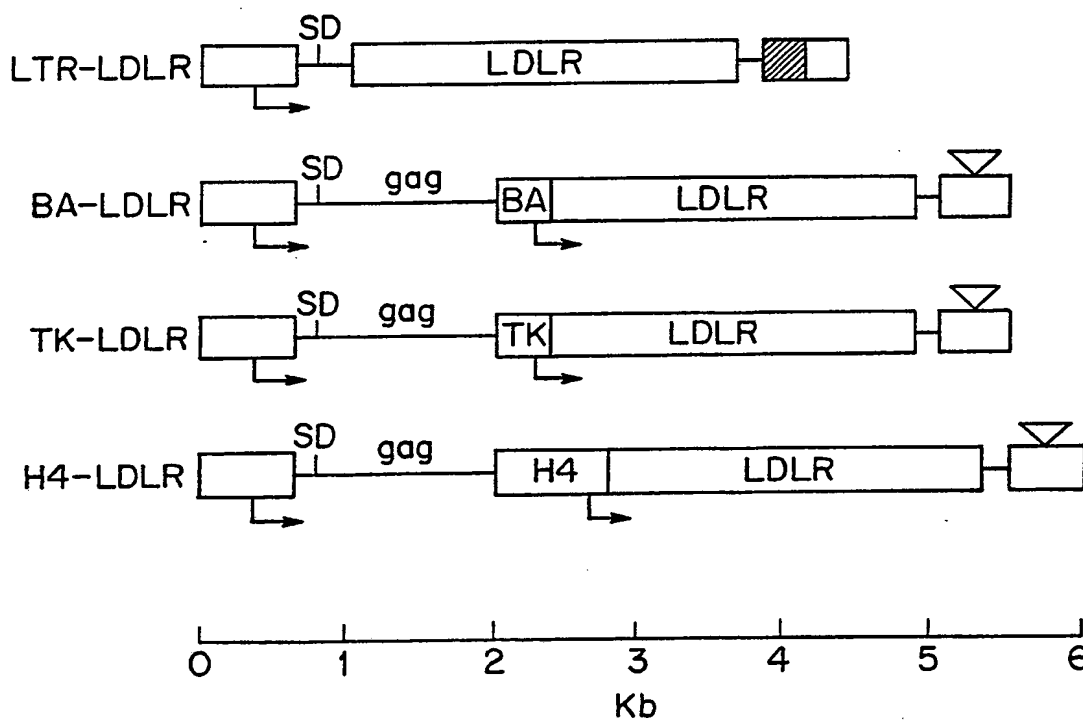 SD
LTR-LDLR LDLR
SD gag
BA-LDLR BA LDLR
SD gag
TK-LDLR TK LDLR
SD gag
H4-LDLR H4 LDLR
0 1 2 3 4 5 6
Kb